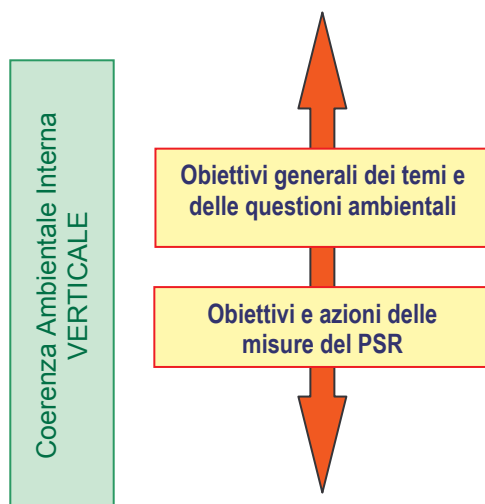 Coerenza Ambientale Interna
VERTICALE
Obiettivi generali dei temi e
delle questioni ambientali
Obiettivi e azioni delle
misure del PSR